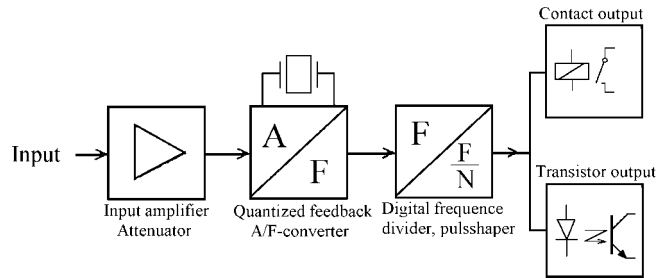 Contact output
Input
A
F
F
F
N
Input amplifier
Attenuator
Quantized feedback
A/F-converter
Digital frequence
divider, pulsshaper
Transistor output